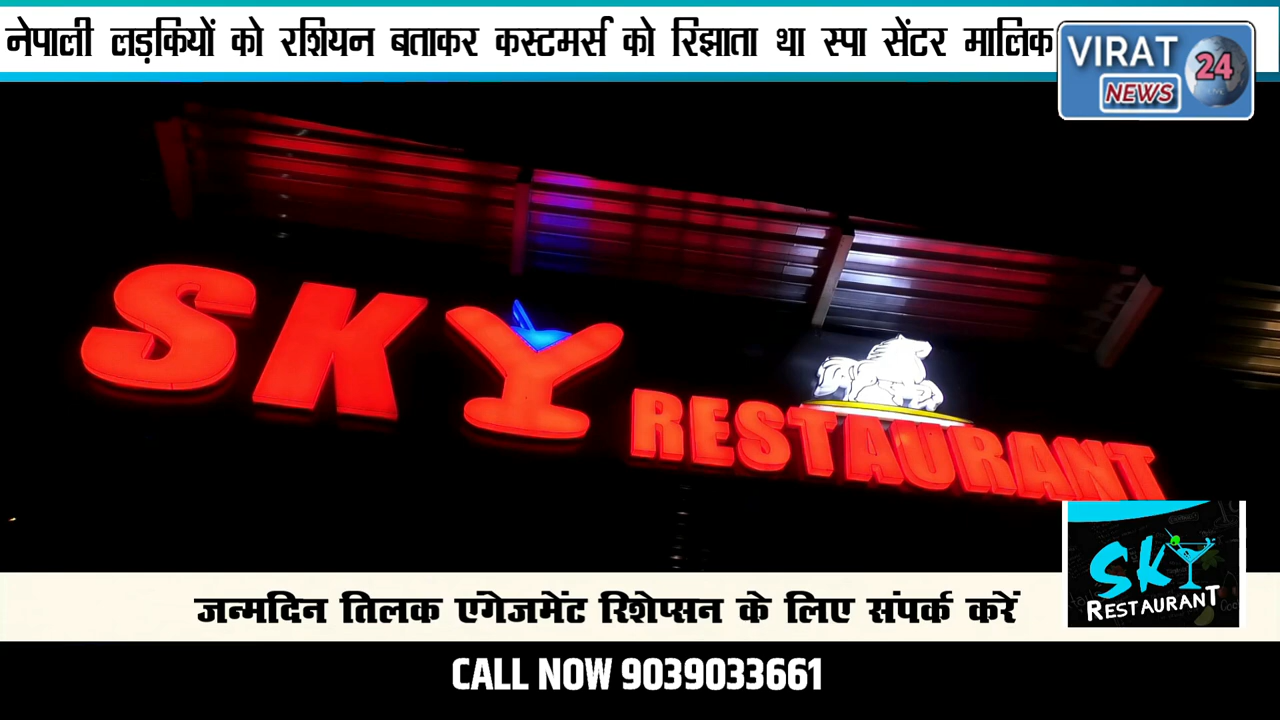 नेपाली लड़कियों को रशियन बताकर कस्टमर्स को रिझाता था स्पा सेंटर मालिक
VIRAT
24
NEWS
SKY RESTAURANT
SKY
RESTAURANT
जन्मदिन तिलक एंगेजमेंट रिशेप्सन के लिए संपर्क करें
CALL NOW 9039033661